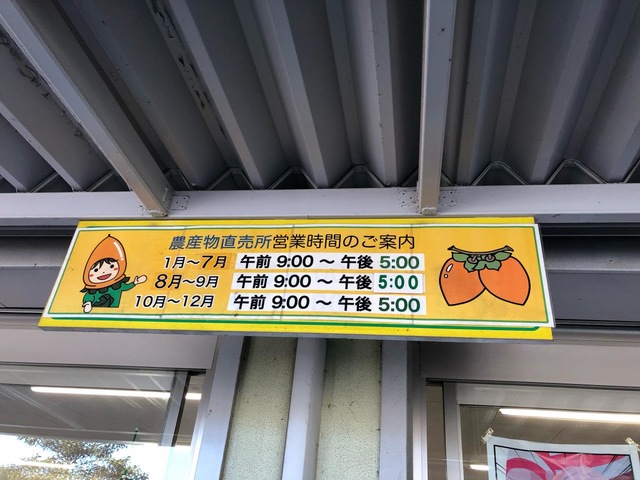 農産物直売所営業時間のご案内
1月～7月 午前 9:00 ～ 午後 5:00
8月～9月 午前 9:00 ～ 午後 5:00
10月～12月 午前 9:00 ～ 午後 5:00